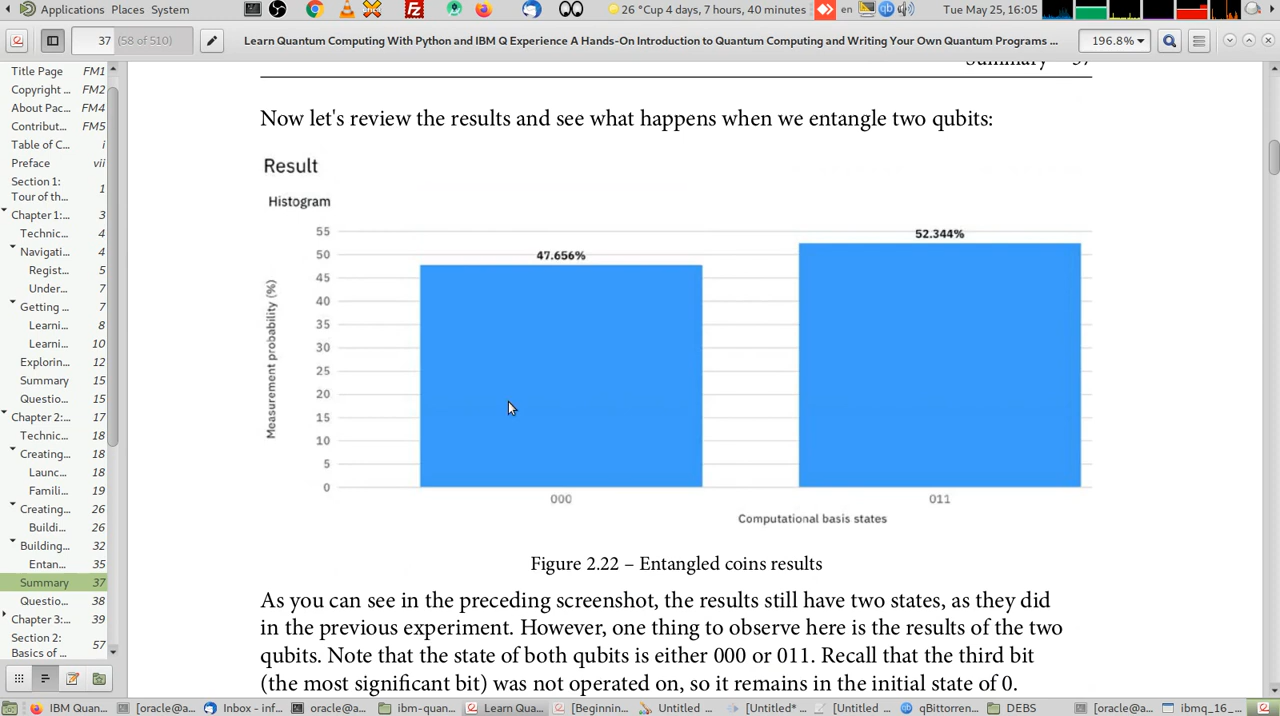 Applications Places System
26 °Cup 4 days, 7 hours, 40 minutes
en
Tue May 25, 16:05
37
(58 of 510)
Learn Quantum Computing With Python and IBM Q Experience A Hands-On Introduction to Quantum Computing and Writing Your Own Quantum Programs ...
196.8%
Title Page FM1
Copyright ... FM2
About Pac... FM4
Contribut... FM5
Table of C... i
Preface vii
Section 1:
Tour of th... 1
Chapter 1:... 3
Technic... 4
Navigati... 4
Regist... 5
Under... 7
Getting ... 7
Learni... 8
Learni... 10
Explorin... 12
Summary 15
Questio... 15
Chapter 2:... 17
Technic... 18
Creating... 18
Launc... 18
Famili... 19
Creating... 26
Buildi... 26
Building... 32
Entan... 35
Summary 37
Questio... 38
Chapter 3:... 39
Section 2:
Basics of ... 57
Summary 37
Now let's review the results and see what happens when we entangle two qubits:
Result
Histogram
Measurement probability (%)
55
50
45
40
35
30
25
20
15
10
5
0
47.656%
52.344%
000
011
Computational basis states
Figure 2.22 – Entangled coins results
As you can see in the preceding screenshot, the results still have two states, as they did
in the previous experiment. However, one thing to observe here is the results of the two
qubits. Note that the state of both qubits is either 000 or 011. Recall that the third bit
(the most significant bit) was not operated on, so it remains in the initial state of 0.
IBM Quan...
[oracle@a...
Inbox - inf...
oracle@a...
ibm-quan...
Learn Qua...
[Beginnin...
Untitled ...
[Untitled* ...
[Untitled ...
qBittorren...
DEBS
[oracle@a...
ibmq_16_...